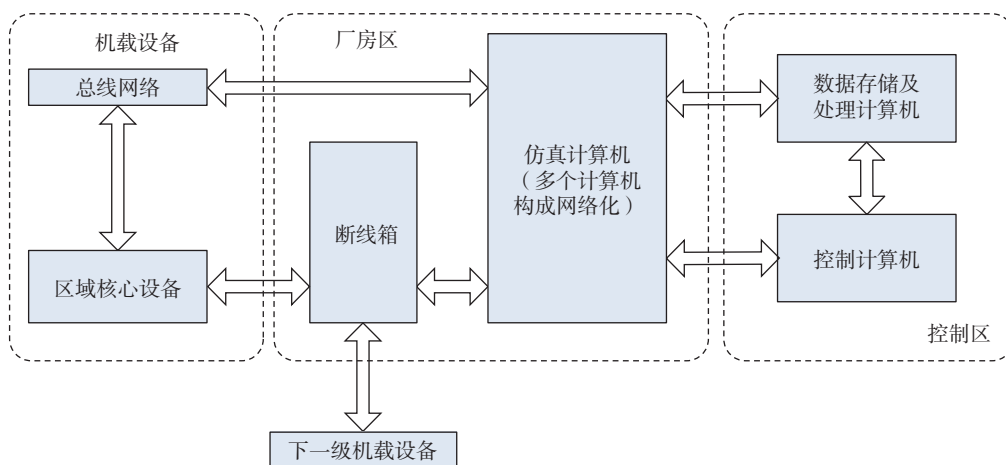 机载设备
总线网络
区域核心设备
厂房区
断线箱
仿真计算机
（多个计算机
构成网络化）
下一级机载设备
数据存储及
处理计算机
控制计算机
控制区